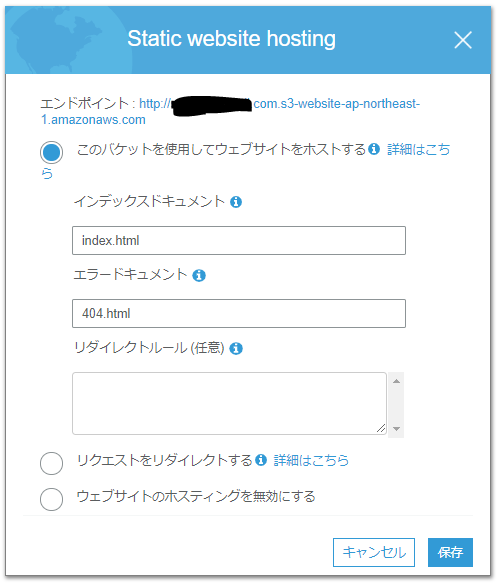 Static website hosting
エンドポイント : http:// .com.s3-website-ap-northeast-
1.amazonaws.com
このバケットを使用してウェブサイトをホストする 詳細はこち
ら
インデックスドキュメント
index.html
エラードキュメント
404.html
リダイレクトルール (任意)
リクエストをリダイレクトする 詳細はこちら
ウェブサイトのホスティングを無効にする
キャンセル 保存